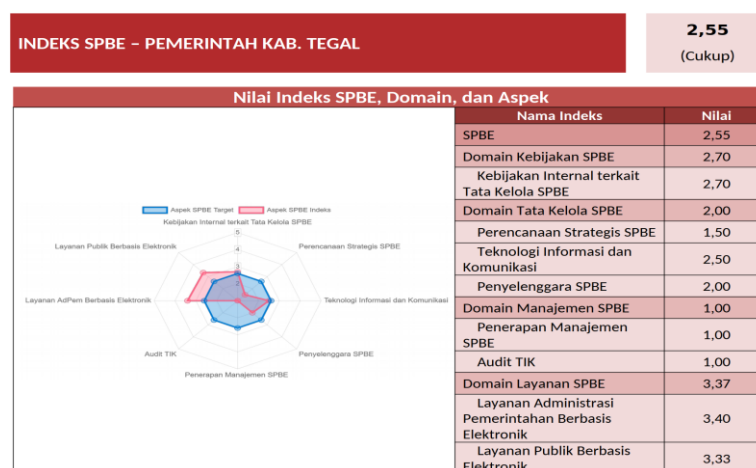 INDEKS SPBE – PEMERINTAH KAB. TEGAL
2,55
(Cukup)
Nilai Indeks SPBE, Domain, dan Aspek
Aspek SPBE Target
Aspek SPBE Indeks
Kebijakan Internal terkait Tata Kelola SPBE
Perencanaan Strategis SPBE
Teknologi Informasi dan Komunikasi
Penyelenggara SPBE
Penerapan Manajemen SPBE
Audit TIK
Layanan AdPem Berbasis Elektronik
Layanan Publik Berbasis Elektronik
5
4
3
2
Nama Indeks
Nilai
SPBE
2,55
Domain Kebijakan SPBE
2,70
Kebijakan Internal terkait
Tata Kelola SPBE
2,70
Domain Tata Kelola SPBE
2,00
Perencanaan Strategis SPBE
1,50
Teknologi Informasi dan
Komunikasi
2,50
Penyelenggara SPBE
2,00
Domain Manajemen SPBE
1,00
Penerapan Manajemen
SPBE
1,00
Audit TIK
1,00
Domain Layanan SPBE
3,37
Layanan Administrasi
Pemerintahan Berbasis
Elektronik
3,40
Layanan Publik Berbasis
Elektronik
3,33